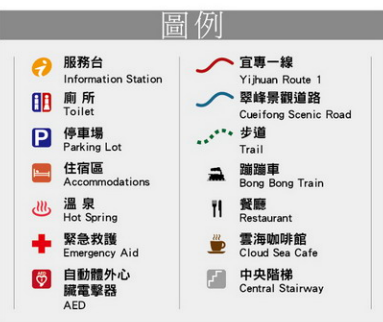 圖例
服務台
Information Station
廁所
Toilet
P
停車場
Parking Lot
住宿區
Accommodations
溫泉
Hot Spring
緊急救護
Emergency Aid
自動體外心
臟電擊器
AED
宜專一線
Yijhuan Route 1
翠峰景觀道路
Cueifong Scenic Road
步道
Trail
蹦蹦車
Bong Bong Train
餐廳
Restaurant
雲海咖啡館
Cloud Sea Cafe
中央階梯
Central Stairway